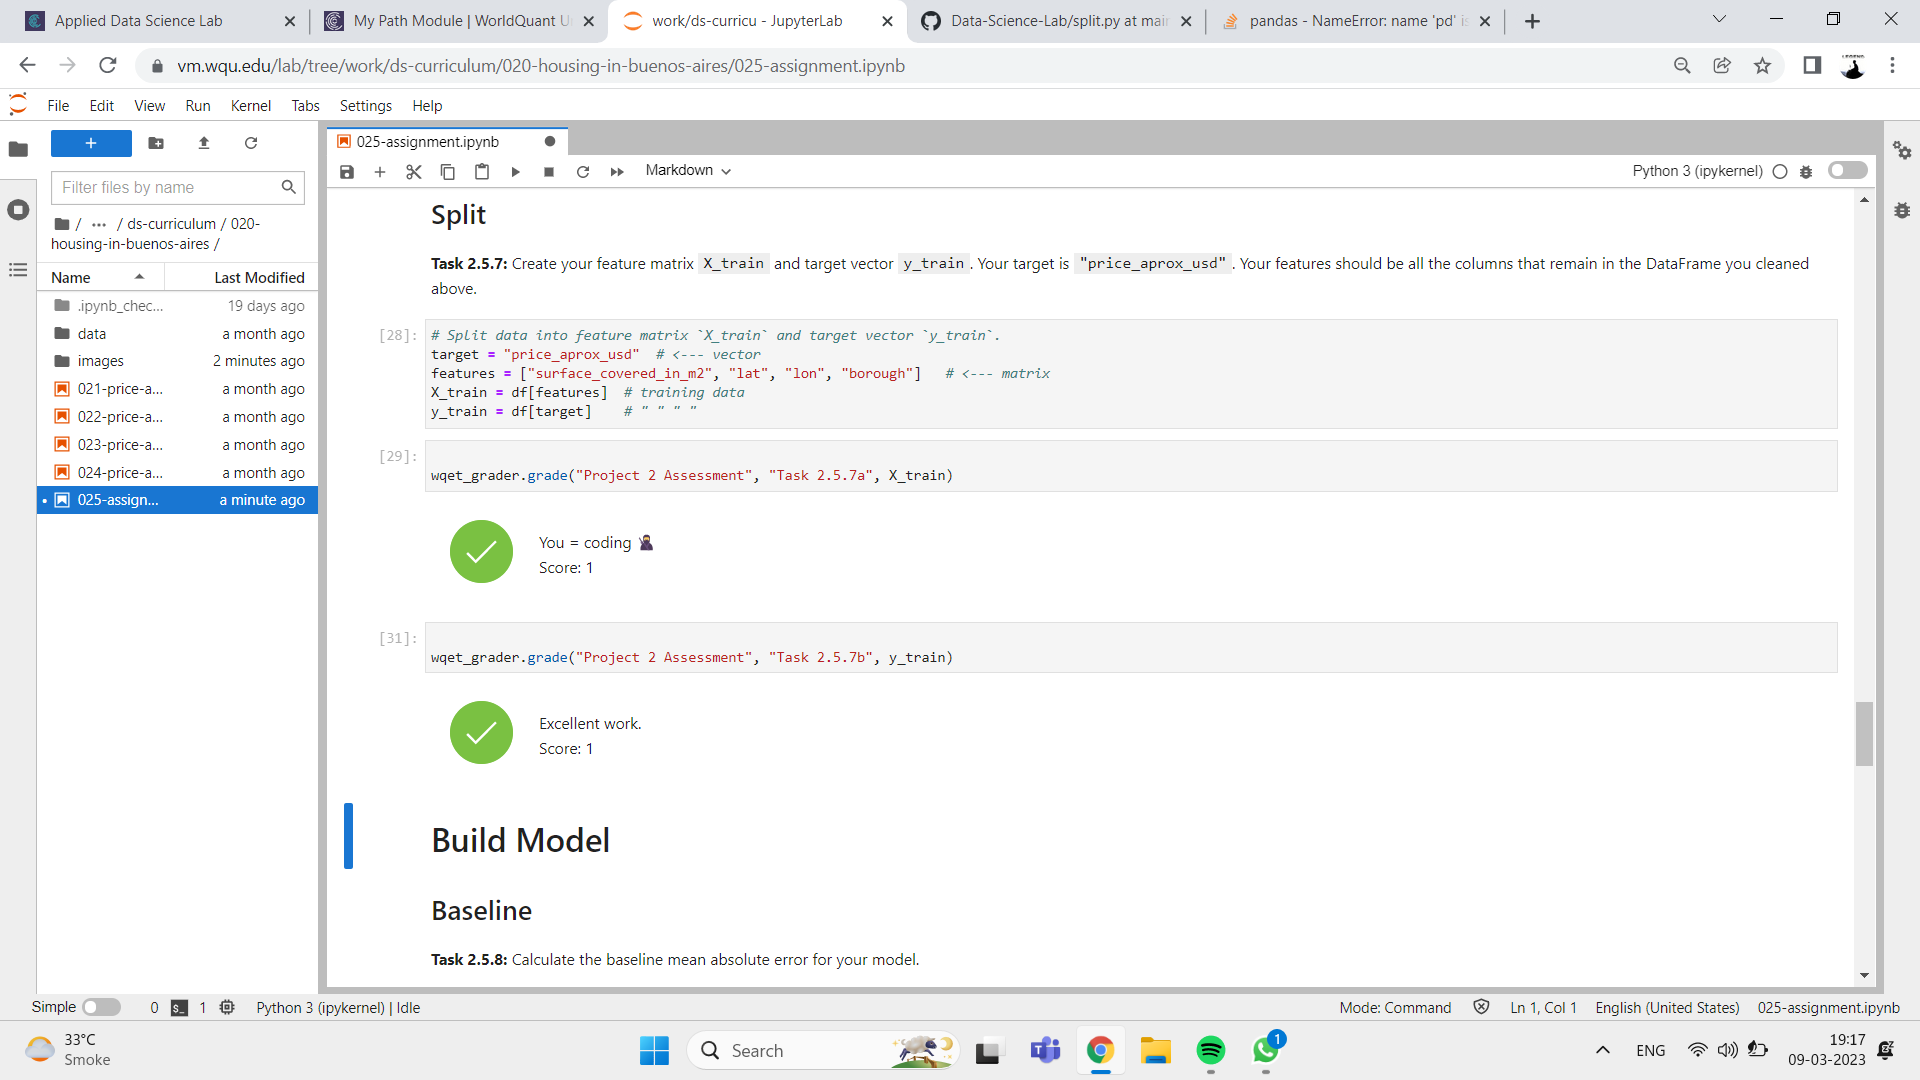 Applied Data Science Lab
My Path Module | WorldQuant U
work/ds-curricu - JupyterLab
Data-Science-Lab/split.py at main
pandas - NameError: name 'pd' is
vm.wqu.edu/lab/tree/work/ds-curriculum/020-housing-in-buenos-aires/025-assignment.ipynb
File Edit View Run Kernel Tabs Settings Help
025-assignment.ipynb
Filter files by name
Markdown
Python 3 (ipykernel)
/ ... / ds-curriculum / 020-
housing-in-buenos-aires /
Name Last Modified
.ipynb_chec... 19 days ago
data a month ago
images 2 minutes ago
021-price-a... a month ago
022-price-a... a month ago
023-price-a... a month ago
024-price-a... a month ago
025-assign... a minute ago
Split
Task 2.5.7: Create your feature matrix X_train and target vector y_train. Your target is "price_aprox_usd". Your features should be all the columns that remain in the DataFrame you cleaned
above.
[28]: # Split data into feature matrix `X_train` and target vector `y_train`.
target = "price_aprox_usd"  # <--- vector
features = ["surface_covered_in_m2", "lat", "lon", "borough"]   # <--- matrix
X_train = df[features]  # training data
y_train = df[target]    # " " " "
[29]:
wqet_grader.grade("Project 2 Assessment", "Task 2.5.7a", X_train)
You = coding 🥷
Score: 1
[31]:
wqet_grader.grade("Project 2 Assessment", "Task 2.5.7b", y_train)
Excellent work.
Score: 1
Build Model
Baseline
Task 2.5.8: Calculate the baseline mean absolute error for your model.
Simple 0 $_ 1 Python 3 (ipykernel) | Idle Mode: Command Ln 1, Col 1 English (United States) 025-assignment.ipynb
33°C
Smoke
Search
1
ENG
19:17
09-03-2023